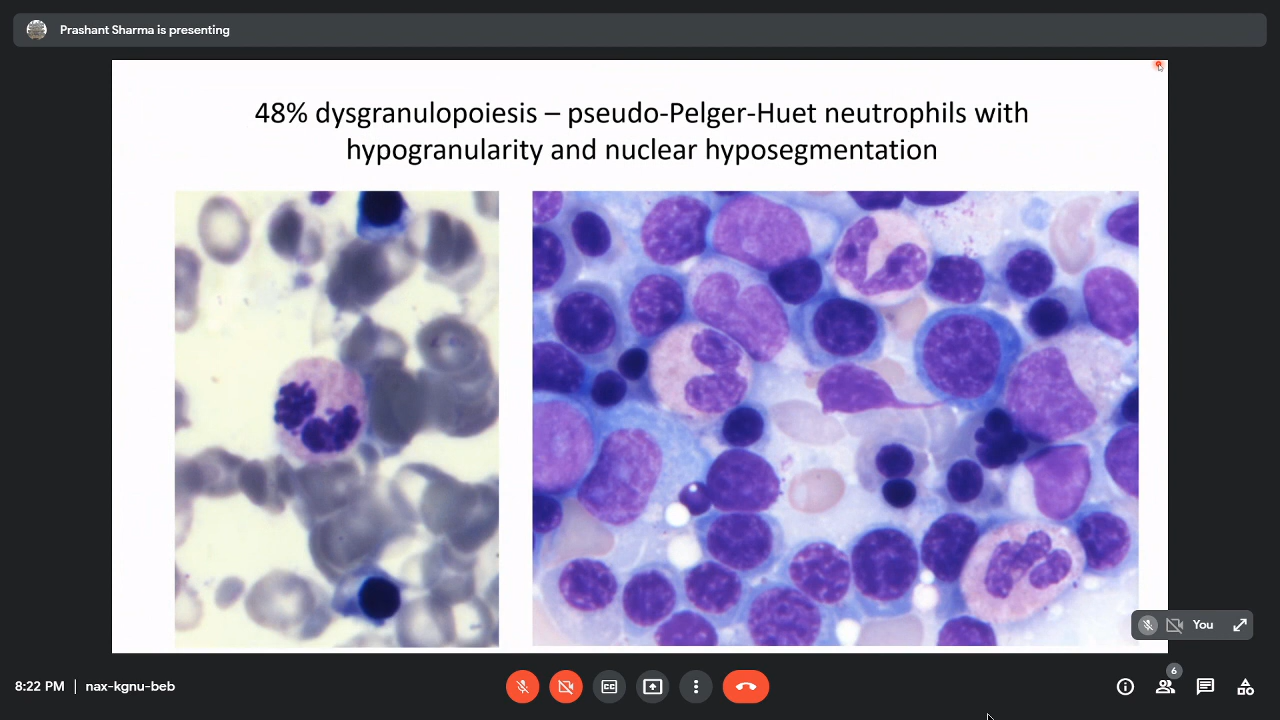 Prashant Sharma is presenting
48% dysgranulopoiesis – pseudo-Pelger-Huet neutrophils with
hypogranularity and nuclear hyposegmentation
You
6
8:22 PM | nax-kgnu-beb